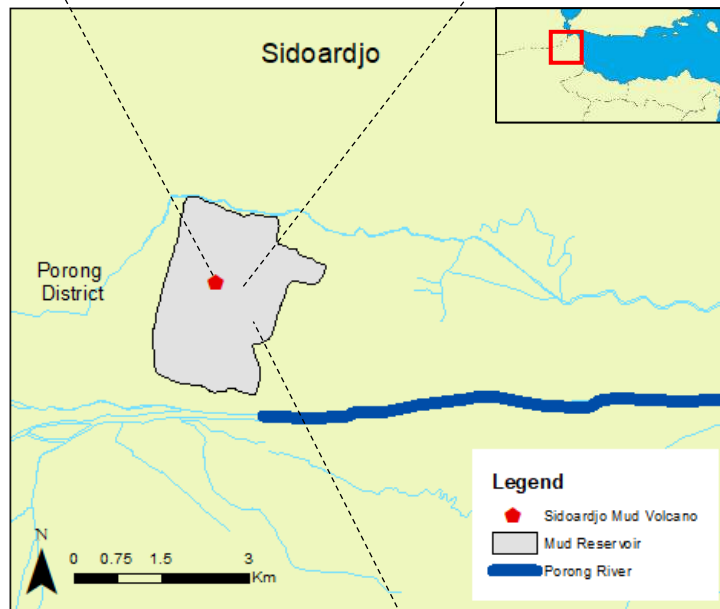 Sidoardjo
Porong
District
Legend
Sidoardjo Mud Volcano
Mud Reservoir
Porong River
N
0 0.75 1.5 3
Km